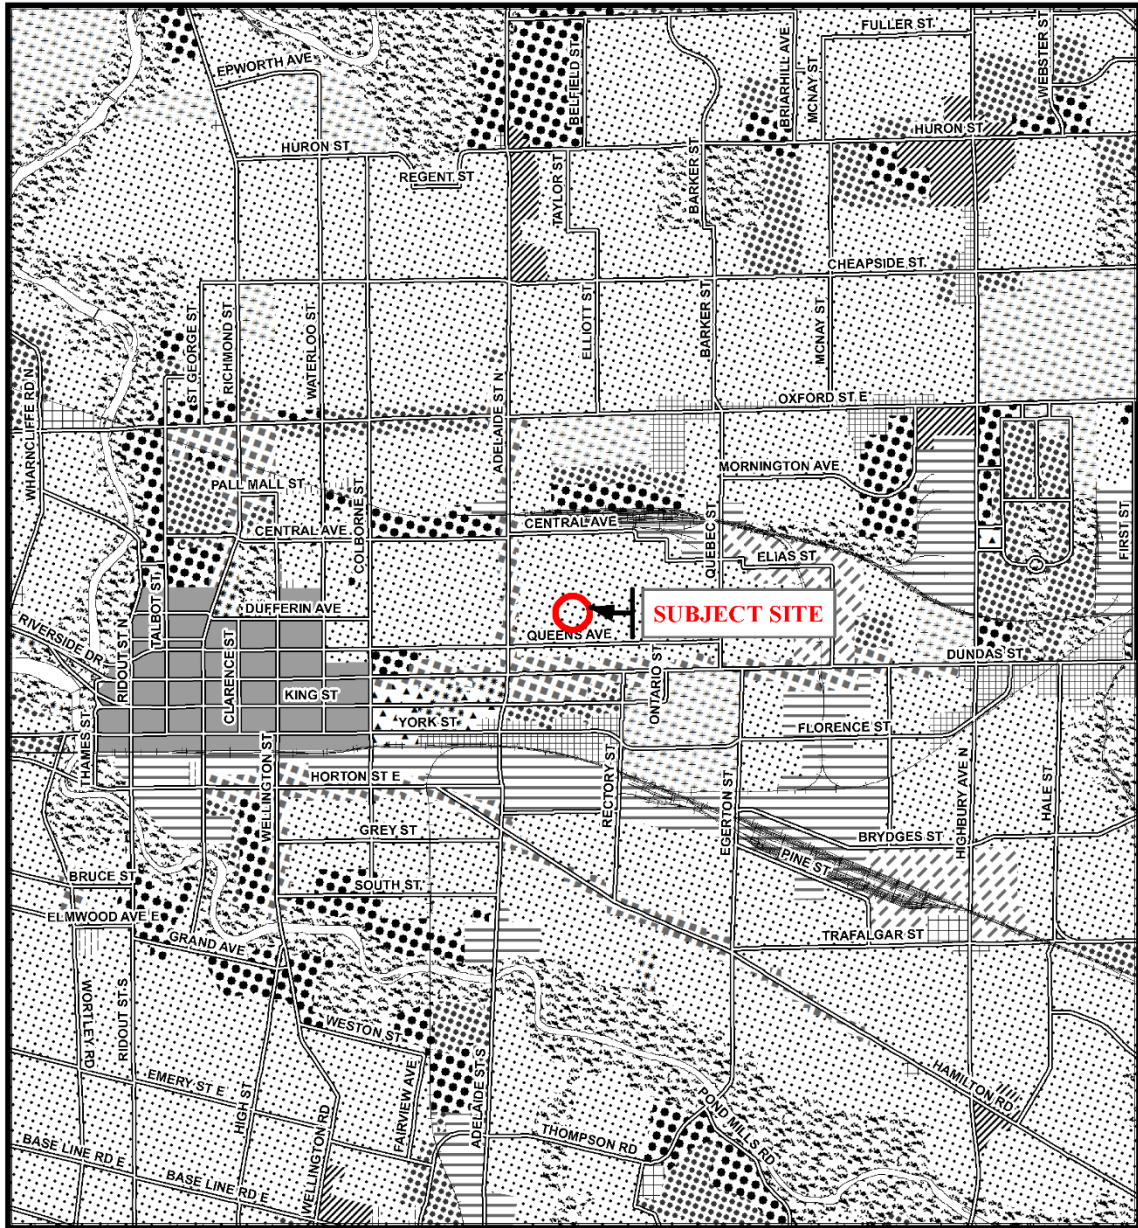 FULLER ST.
WEBSTER ST
BRIARHILL AVE
MCNAY ST
BELFIELD ST
EPWORTH AVE
HURON ST
HURON ST
REGENT ST
TAYLOR ST
BARKER ST
CHEAPSIDE ST.
ST GEORGE ST
RICHMOND ST
WATERLOO ST
ELLIOTT ST
BARKER ST
MCNAY ST
WHARNCLIFFE RD N
ADELAIDE ST N
OXFORD ST E
MORNINGTON AVE
PALL MALL ST
COLBORNE ST.
CENTRAL AVE
CENTRAL AVE
QUEBEC ST
FIRST ST
ELIAS ST
TALBOT ST.
DUFFERIN AVE
SUBJECT SITE
QUEENS AVE
RIVERSIDE DR
RIDOUT ST N
CLARENCE ST
DUNDAS ST
KING ST
ONTARIO ST
YORK ST
FLORENCE ST
THAMES ST
WELLINGTON ST
HORTON ST E
RECTORY ST
EGERTON ST
HIGHBURY AVE N
HALE ST
GREY ST
BRYDGES ST
PINE ST
BRUCE ST
SOUTH ST
ELMWOOD AVE E
TRAFALGAR ST
GRAND AVE
WORTLEY RD
RIDOUT ST S
WESTON ST
ADELAIDE ST S
EMERY ST E
HIGH ST
FAIRVIEW AVE
HAMILTON RD
POND MILLS RD
THOMPSON RD
BASE LINE RD E
BASE LINE RD E
WELLINGTON RD